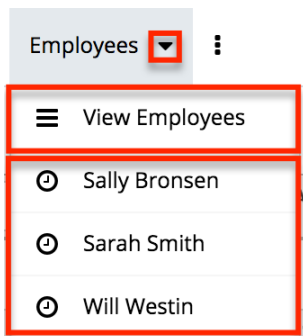 Employees
View Employees
Sally Bronsen
Sarah Smith
Will Westin